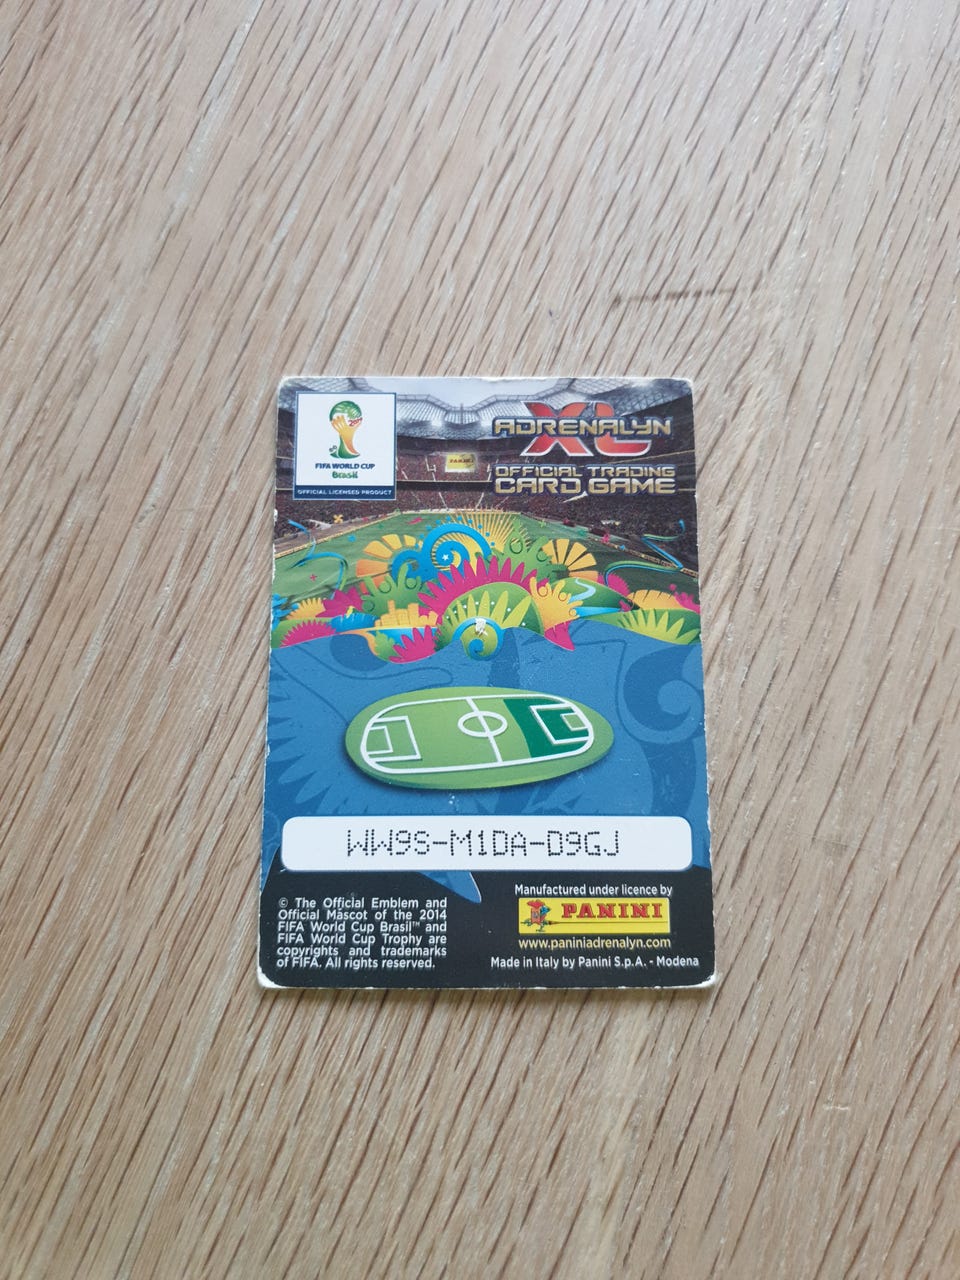 2014
FIFA WORLD CUP
Brasil
OFFICIAL LICENSED PRODUCT
ADRENALYN
XL
OFFICIAL TRADING
CARD GAME
PANINI
WW9S-M1DA-D9GJ
© The Official Emblem and
Official Mascot of the 2014
FIFA World Cup Brasil™ and
FIFA World Cup Trophy are
copyrights and trademarks
of FIFA. All rights reserved.
Manufactured under licence by
PANINI
www.paniniadrenalyn.com
Made in Italy by Panini S.p.A. - Modena